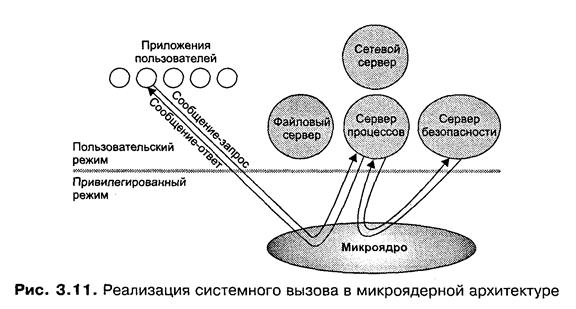 Приложения
пользователей
Сетевой
сервер
Файловый
сервер
Сервер
процессов
Сервер
безопасности
Сообщение-запрос
Сообщение-ответ
Пользовательский
режим
Привилегированный
режим
Микроядро
Рис. 3.11. Реализация системного вызова в микроядерной архитектуре